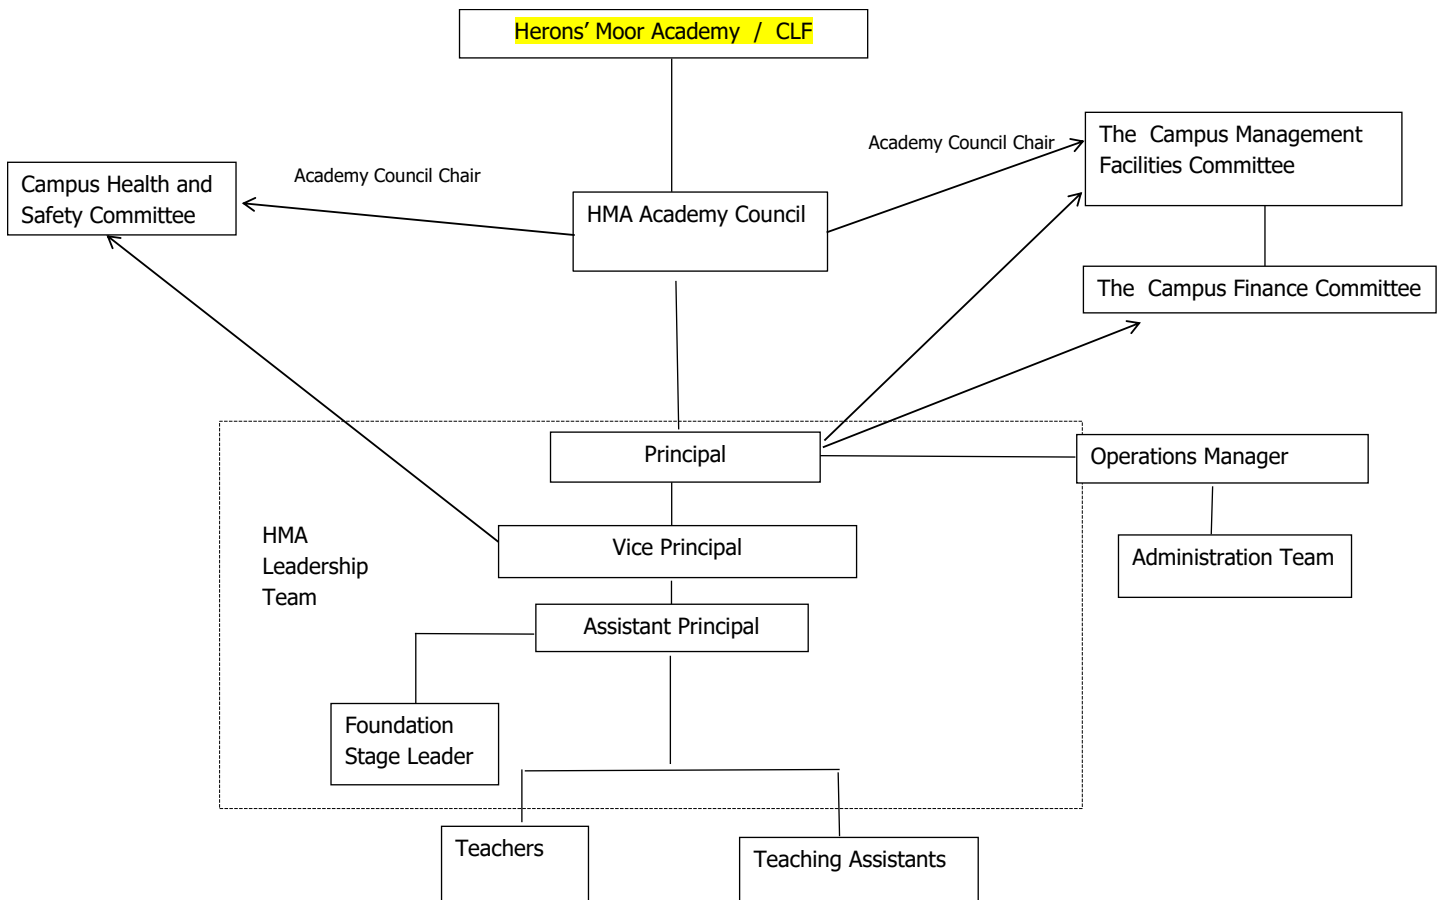 Herons’ Moor Academy  /  CLF
Academy Council Chair
The  Campus Management
Facilities Committee
Campus Health and
Safety Committee
Academy Council Chair
HMA Academy Council
The  Campus Finance Committee
Principal
Operations Manager
HMA
Leadership
Team
Vice Principal
Administration Team
Assistant Principal
Foundation
Stage Leader
Teachers
Teaching Assistants